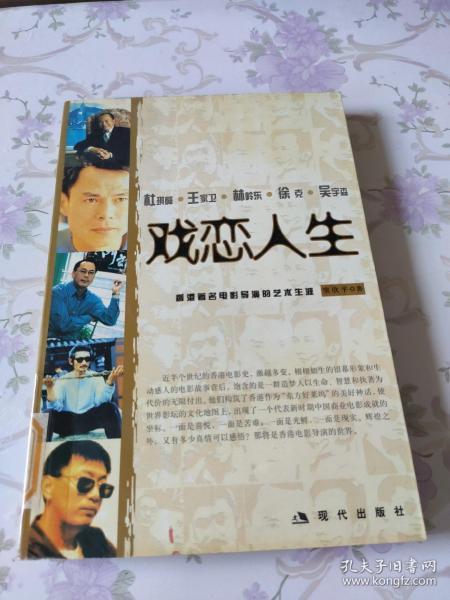 杜琪峰·王家卫·林岭东·徐克·吴宇森
戏恋人生
香港著名电影导演的艺术生涯 ·著
近半个世纪的香港电影史，激越多变，栩栩如生的银幕形象和生
动感人的电影故事背后，饱含的是一群造梦人以生命、智慧和执著为
代价的无限付出。他们构筑了香港作为"东方好莱坞"的美好神话，使
世界影坛的文化地图上，出现了一个代表新时期中国商业电影成就的
坐标。一面是喜悦，一面是苦难，一面是光鲜，一面是现实。辉煌之
外，又有多少真情可以感悟？那将是香港电影导演的世界。
现代出版社
孔夫子旧书网
www.kongfz.com